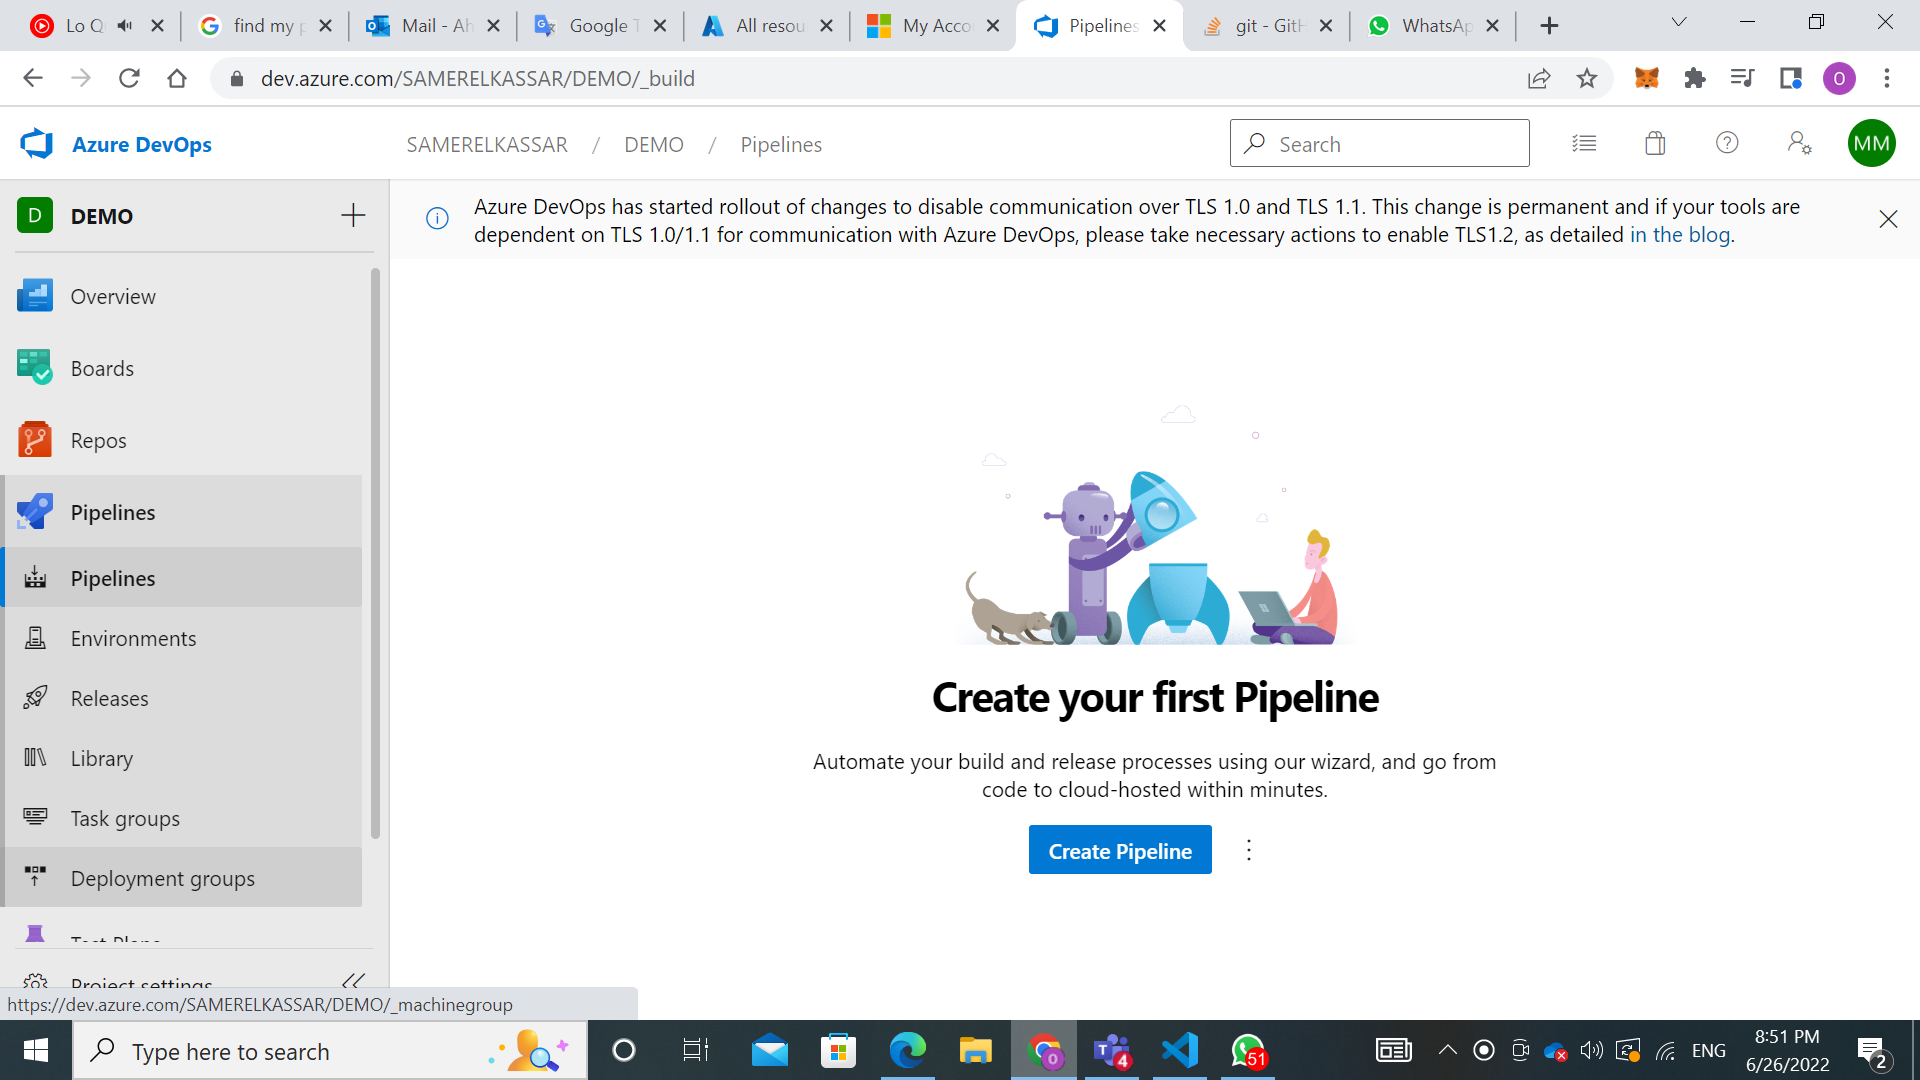 Lo Q
find my p
Mail - Ah
Google T
All resou
My Acco
Pipelines
git - GitH
WhatsAp
dev.azure.com/SAMERELKASSAR/DEMO/_build
O
Azure DevOps
SAMERELKASSAR / DEMO / Pipelines
Search
MM
D
DEMO
Azure DevOps has started rollout of changes to disable communication over TLS 1.0 and TLS 1.1. This change is permanent and if your tools are
dependent on TLS 1.0/1.1 for communication with Azure DevOps, please take necessary actions to enable TLS1.2, as detailed in the blog.
Overview
Boards
Repos
Pipelines
Pipelines
Environments
Releases
Library
Task groups
Deployment groups
Test Plans
Project settings
Create your first Pipeline
Automate your build and release processes using our wizard, and go from
code to cloud-hosted within minutes.
Create Pipeline
https://dev.azure.com/SAMERELKASSAR/DEMO/_machinegroup
Type here to search
O
4
51
ENG
8:51 PM
6/26/2022
2